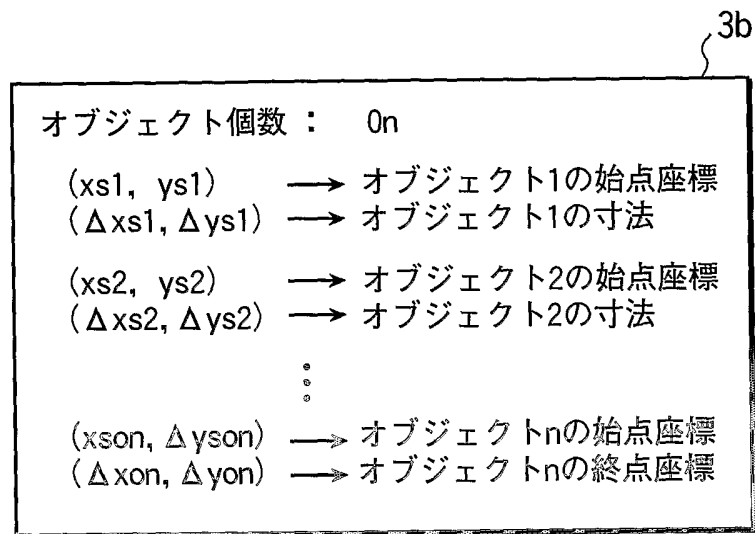 3b
オブジェクト個数 : 0n
(xs1, ys1) → オブジェクト1の始点座標
(Δxs1, Δys1) → オブジェクト1の寸法
(xs2, ys2) → オブジェクト2の始点座標
(Δxs2, Δys2) → オブジェクト2の寸法
(xson, Δyson) → オブジェクトnの始点座標
(Δxon, Δyon) → オブジェクトnの終点座標